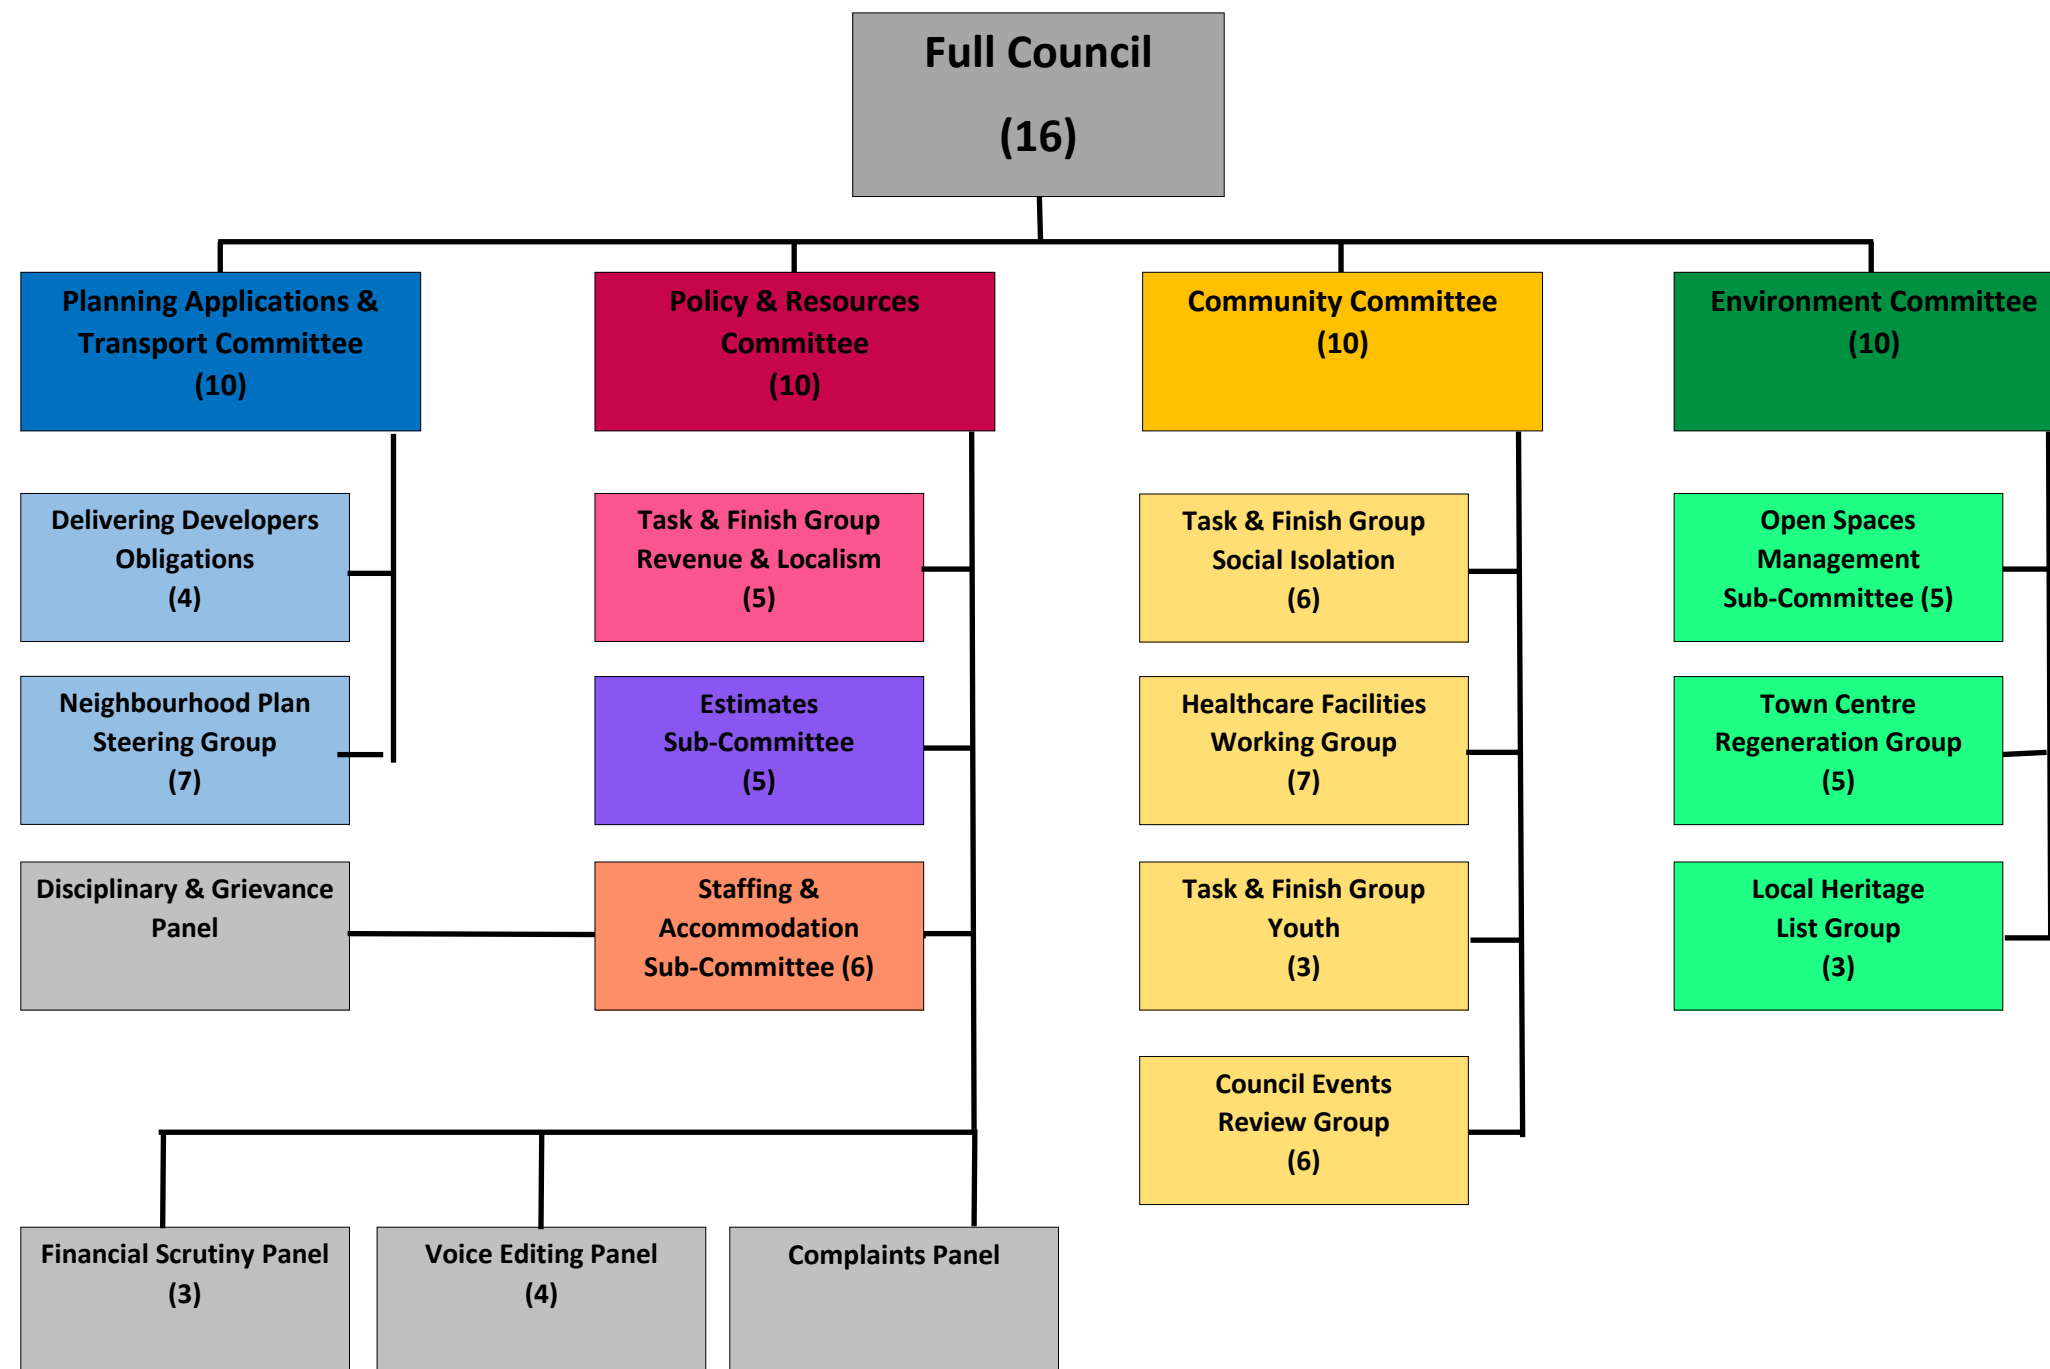 Full Council
(16)
Planning Applications &
Transport Committee
(10)
Policy & Resources
Committee
(10)
Community Committee
(10)
Environment Committee
(10)
Delivering Developers
Obligations
(4)
Task & Finish Group
Revenue & Localism
(5)
Task & Finish Group
Social Isolation
(6)
Open Spaces
Management
Sub-Committee (5)
Neighbourhood Plan
Steering Group
(7)
Estimates
Sub-Committee
(5)
Healthcare Facilities
Working Group
(7)
Town Centre
Regeneration Group
(5)
Disciplinary & Grievance
Panel
Staffing &
Accommodation
Sub-Committee (6)
Task & Finish Group
Youth
(3)
Local Heritage
List Group
(3)
Council Events
Review Group
(6)
Financial Scrutiny Panel
(3)
Voice Editing Panel
(4)
Complaints Panel